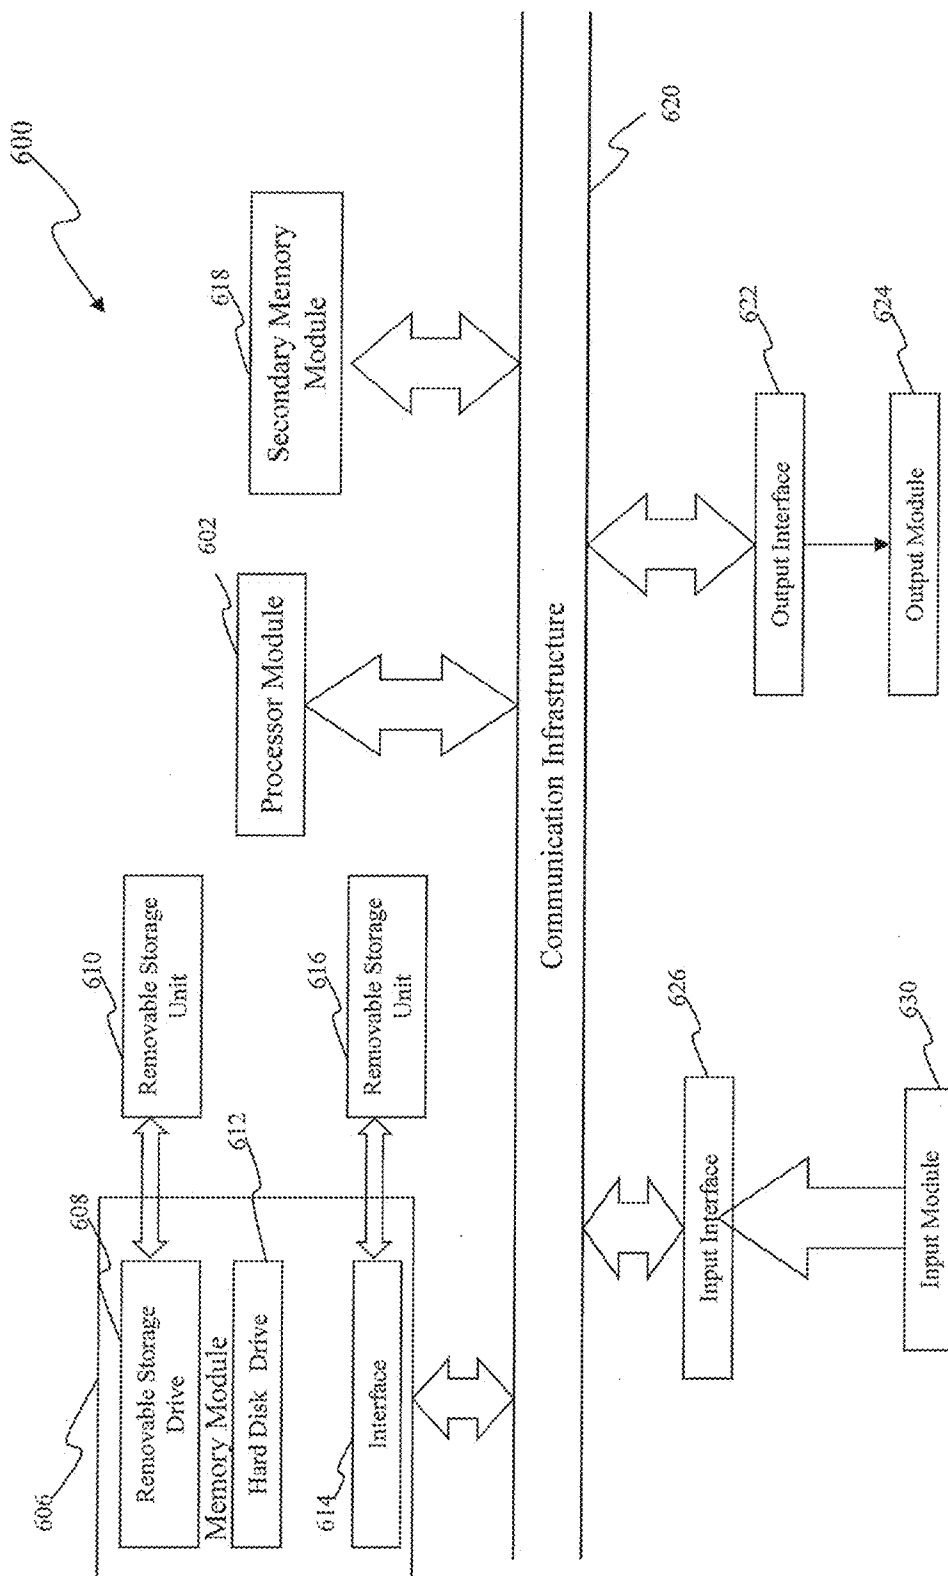 600
606
608
Removable Storage
Drive
Memory Module
612
Hard Disk Drive
614
Interface
610
Removable Storage
Unit
616
Removable Storage
Unit
602
Processor Module
618
Secondary Memory
Module
Communication Infrastructure
620
626
Input Interface
630
Input Module
622
Output Interface
624
Output Module